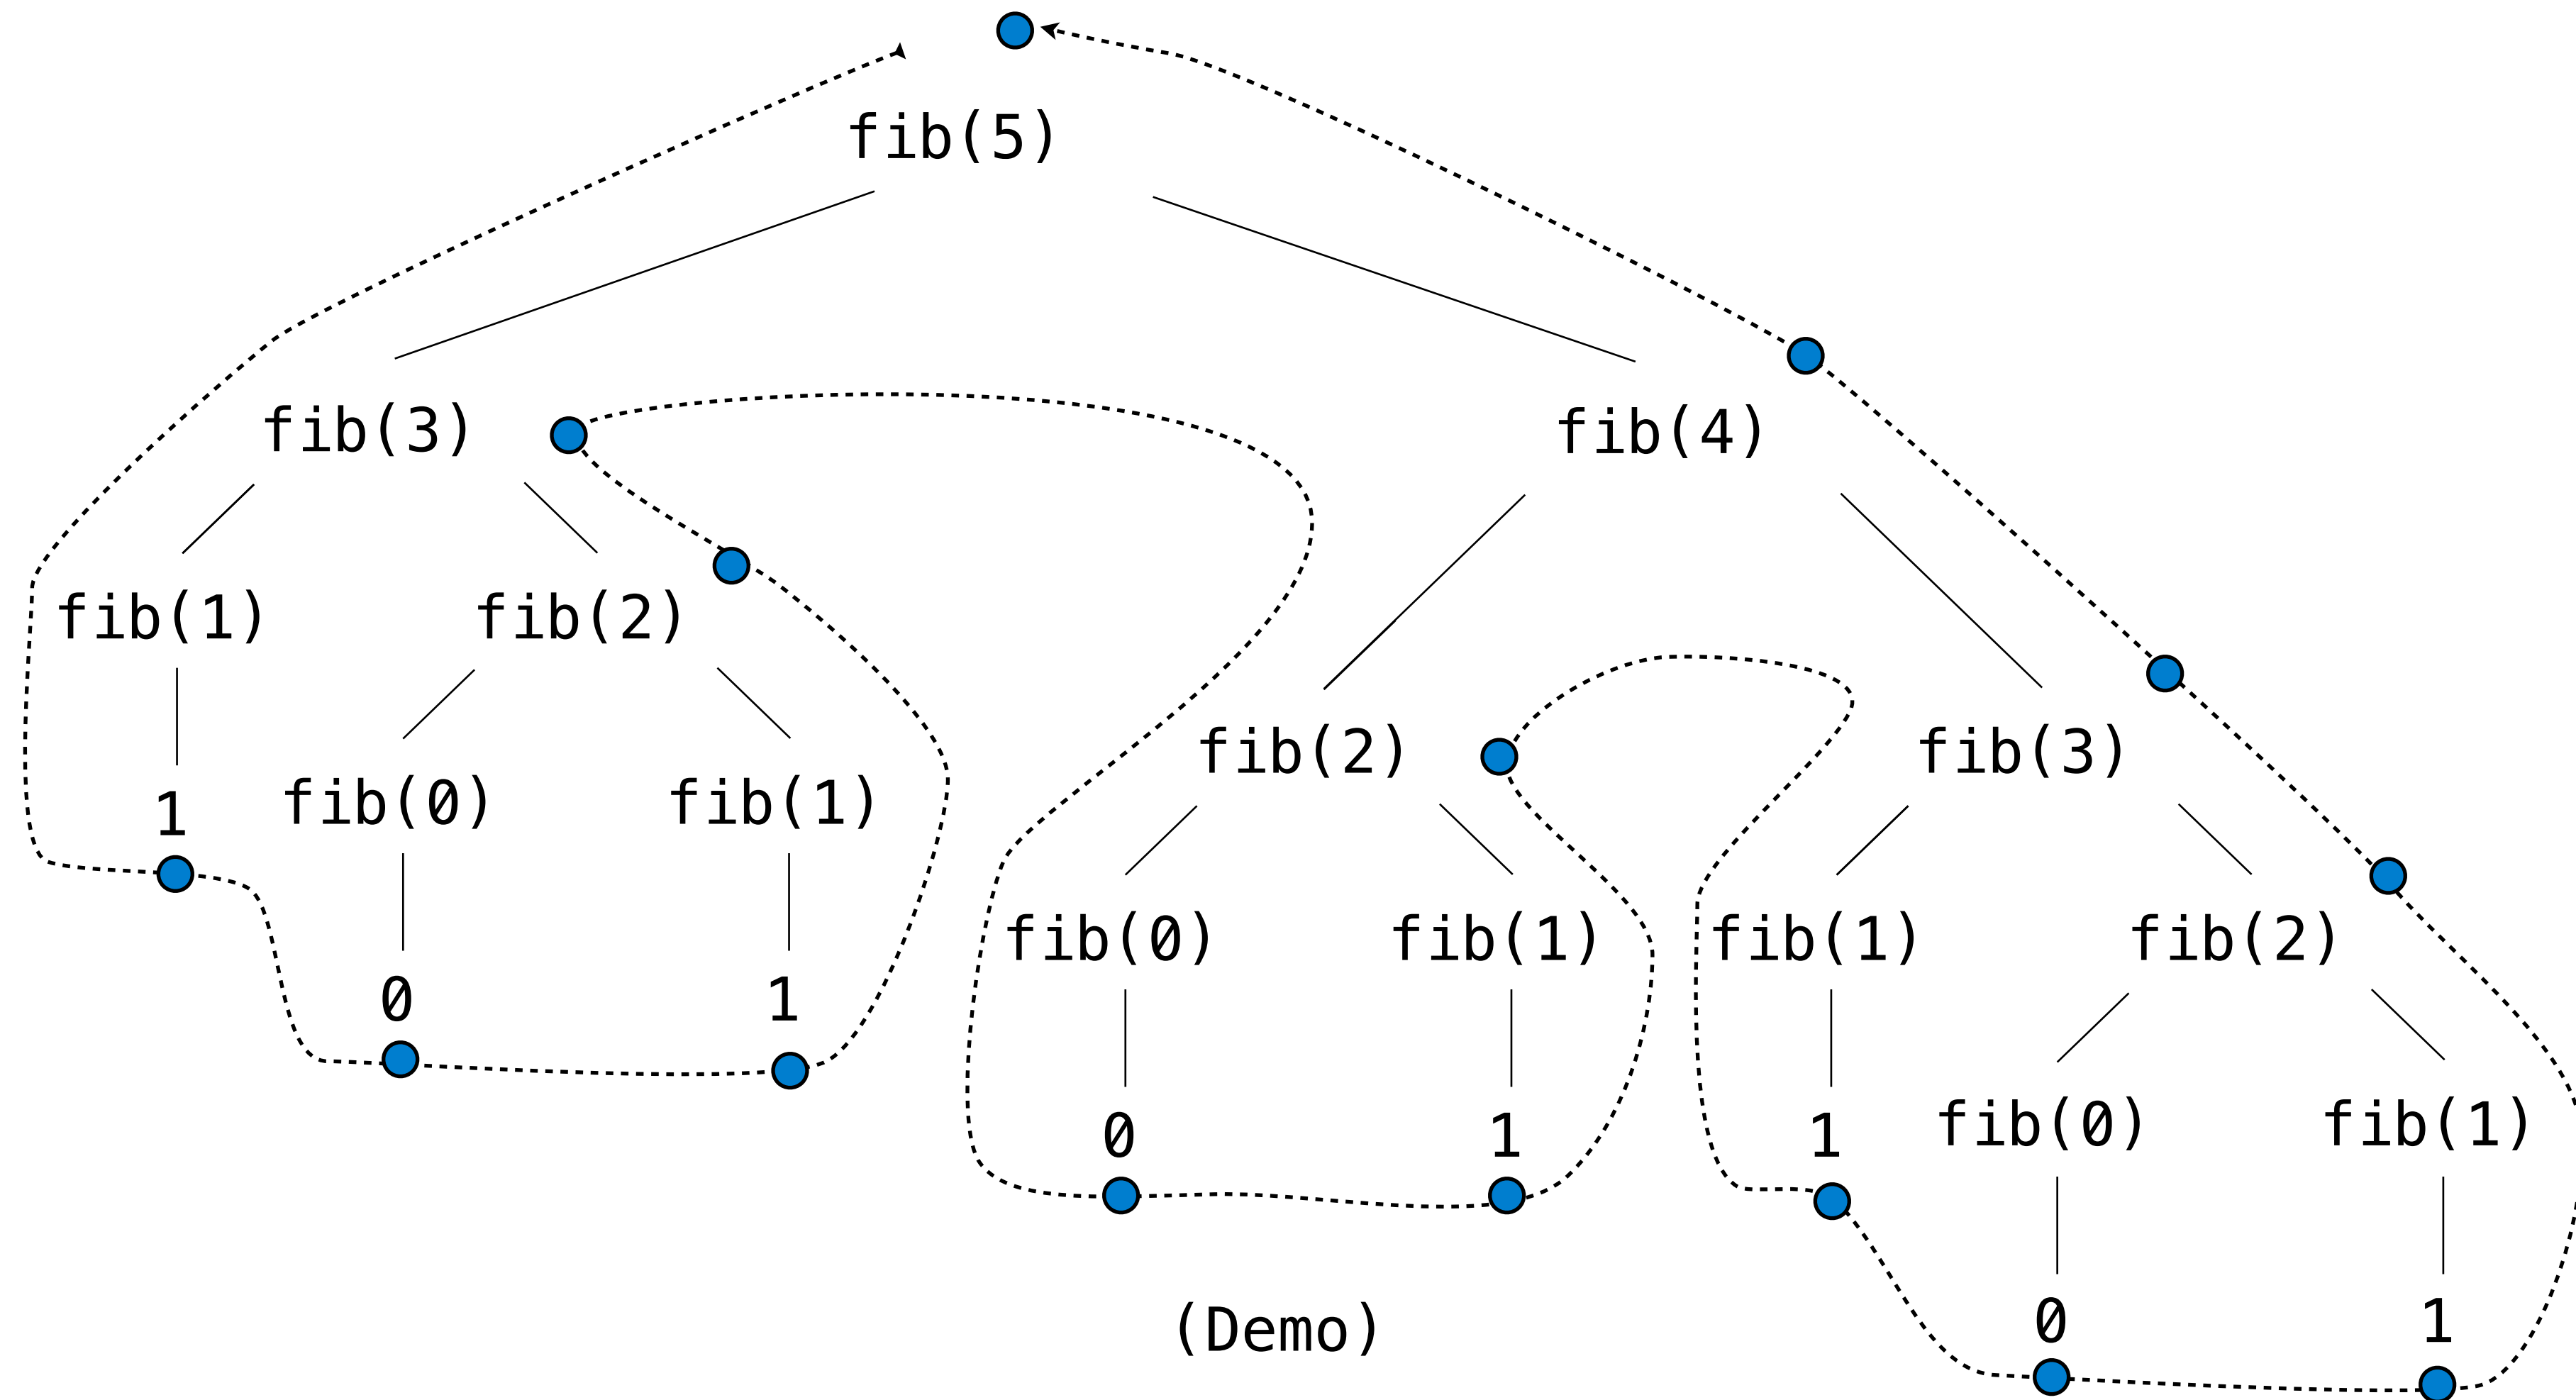 fib(5)
fib(3) fib(4)
fib(1) fib(2)
fib(2) fib(3)
1 fib(0) fib(1)
fib(0) fib(1) fib(1) fib(2)
0 1
0 1 1 fib(0) fib(1)
(Demo) 0 1